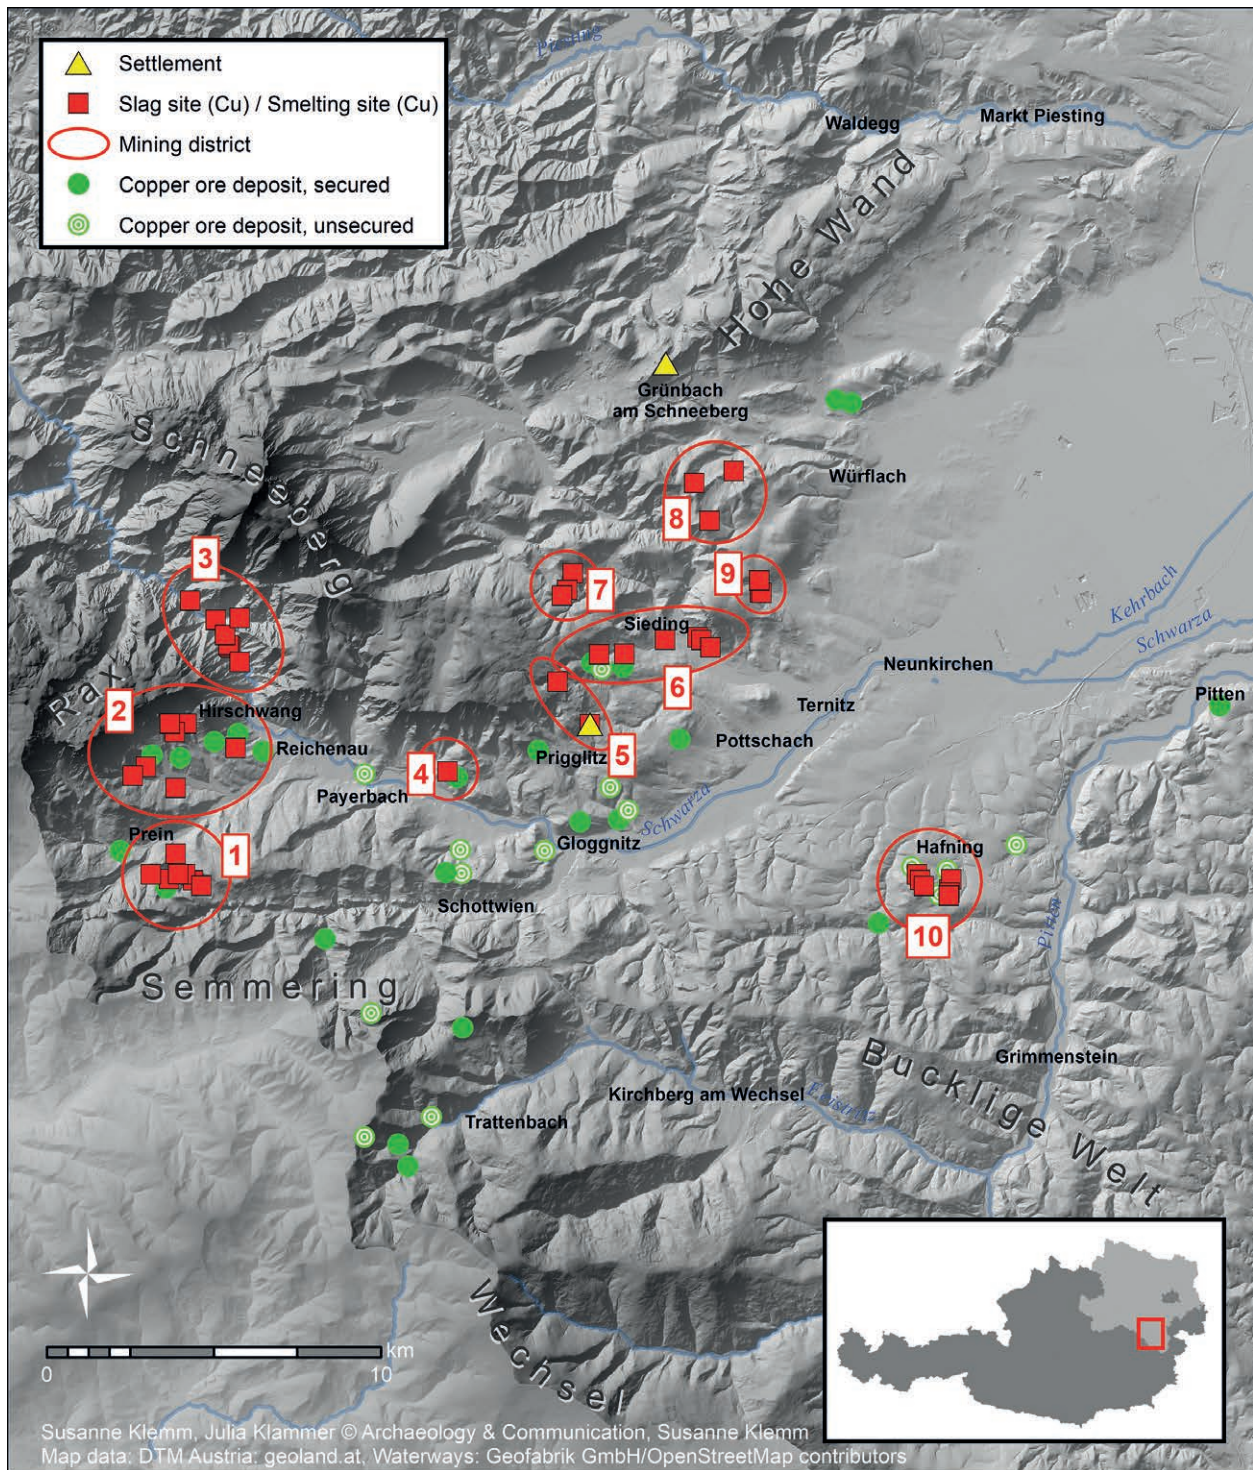 Settlement
Slag site (Cu) / Smelting site (Cu)
Mining district
Copper ore deposit, secured
Copper ore deposit, unsecured
Piesting
Waldegg
Markt Piesting
Hohe Wand
Grünbach
am Schneeberg
Schneeberg
Würflach
8
3
7
9
Kehrbach
Sieding
Schwarza
Neunkirchen
Rax
6
Pitten
2
Hirschwang
Ternitz
Reichenau
Pottschach
Prigglitz
5
4
Payerbach
Schwarza
Prein
1
Gloggnitz
Hafning
Schottwien
Pitten
10
Semmering
Bucklige Welt
Grimmenstein
Kirchberg am Wechsel
Trattenbach
Wechsel
km
0
10
Susanne Klemm, Julia Klammer © Archaeology & Communication, Susanne Klemm
Map data: DTM Austria: geoland.at, Waterways: Geofabrik GmbH/OpenStreetMap contributors